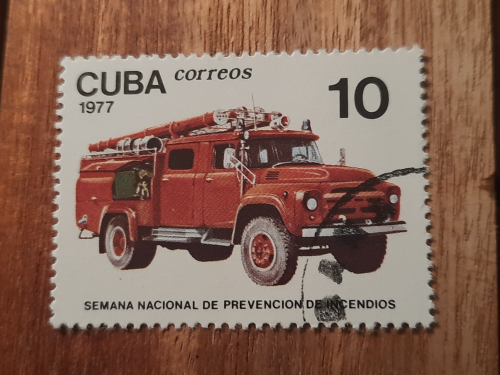 CUBA correos 10
1977
SEMANA NACIONAL DE PREVENCION DE INCENDIOS